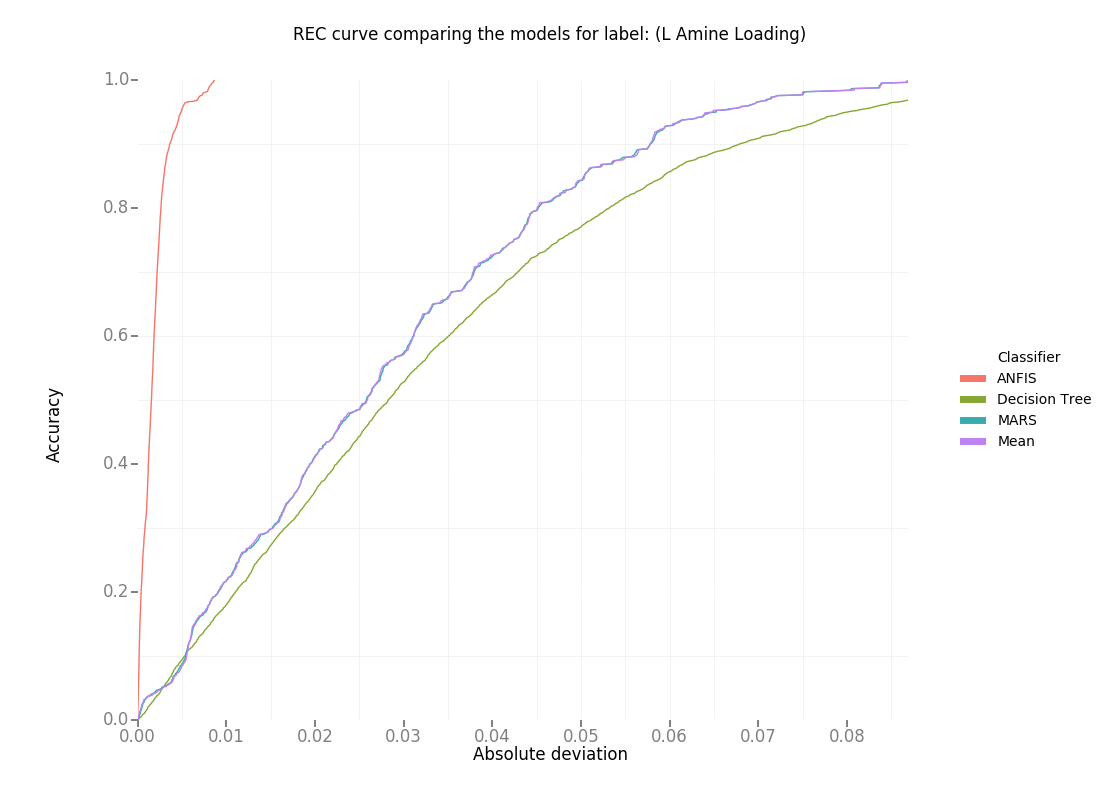 REC curve comparing the models for label: (L Amine Loading)
1.0
0.8
0.6
0.4
0.2
0.0
Accuracy
0.00 0.01 0.02 0.03 0.04 0.05 0.06 0.07 0.08
Absolute deviation
Classifier
ANFIS
Decision Tree
MARS
Mean